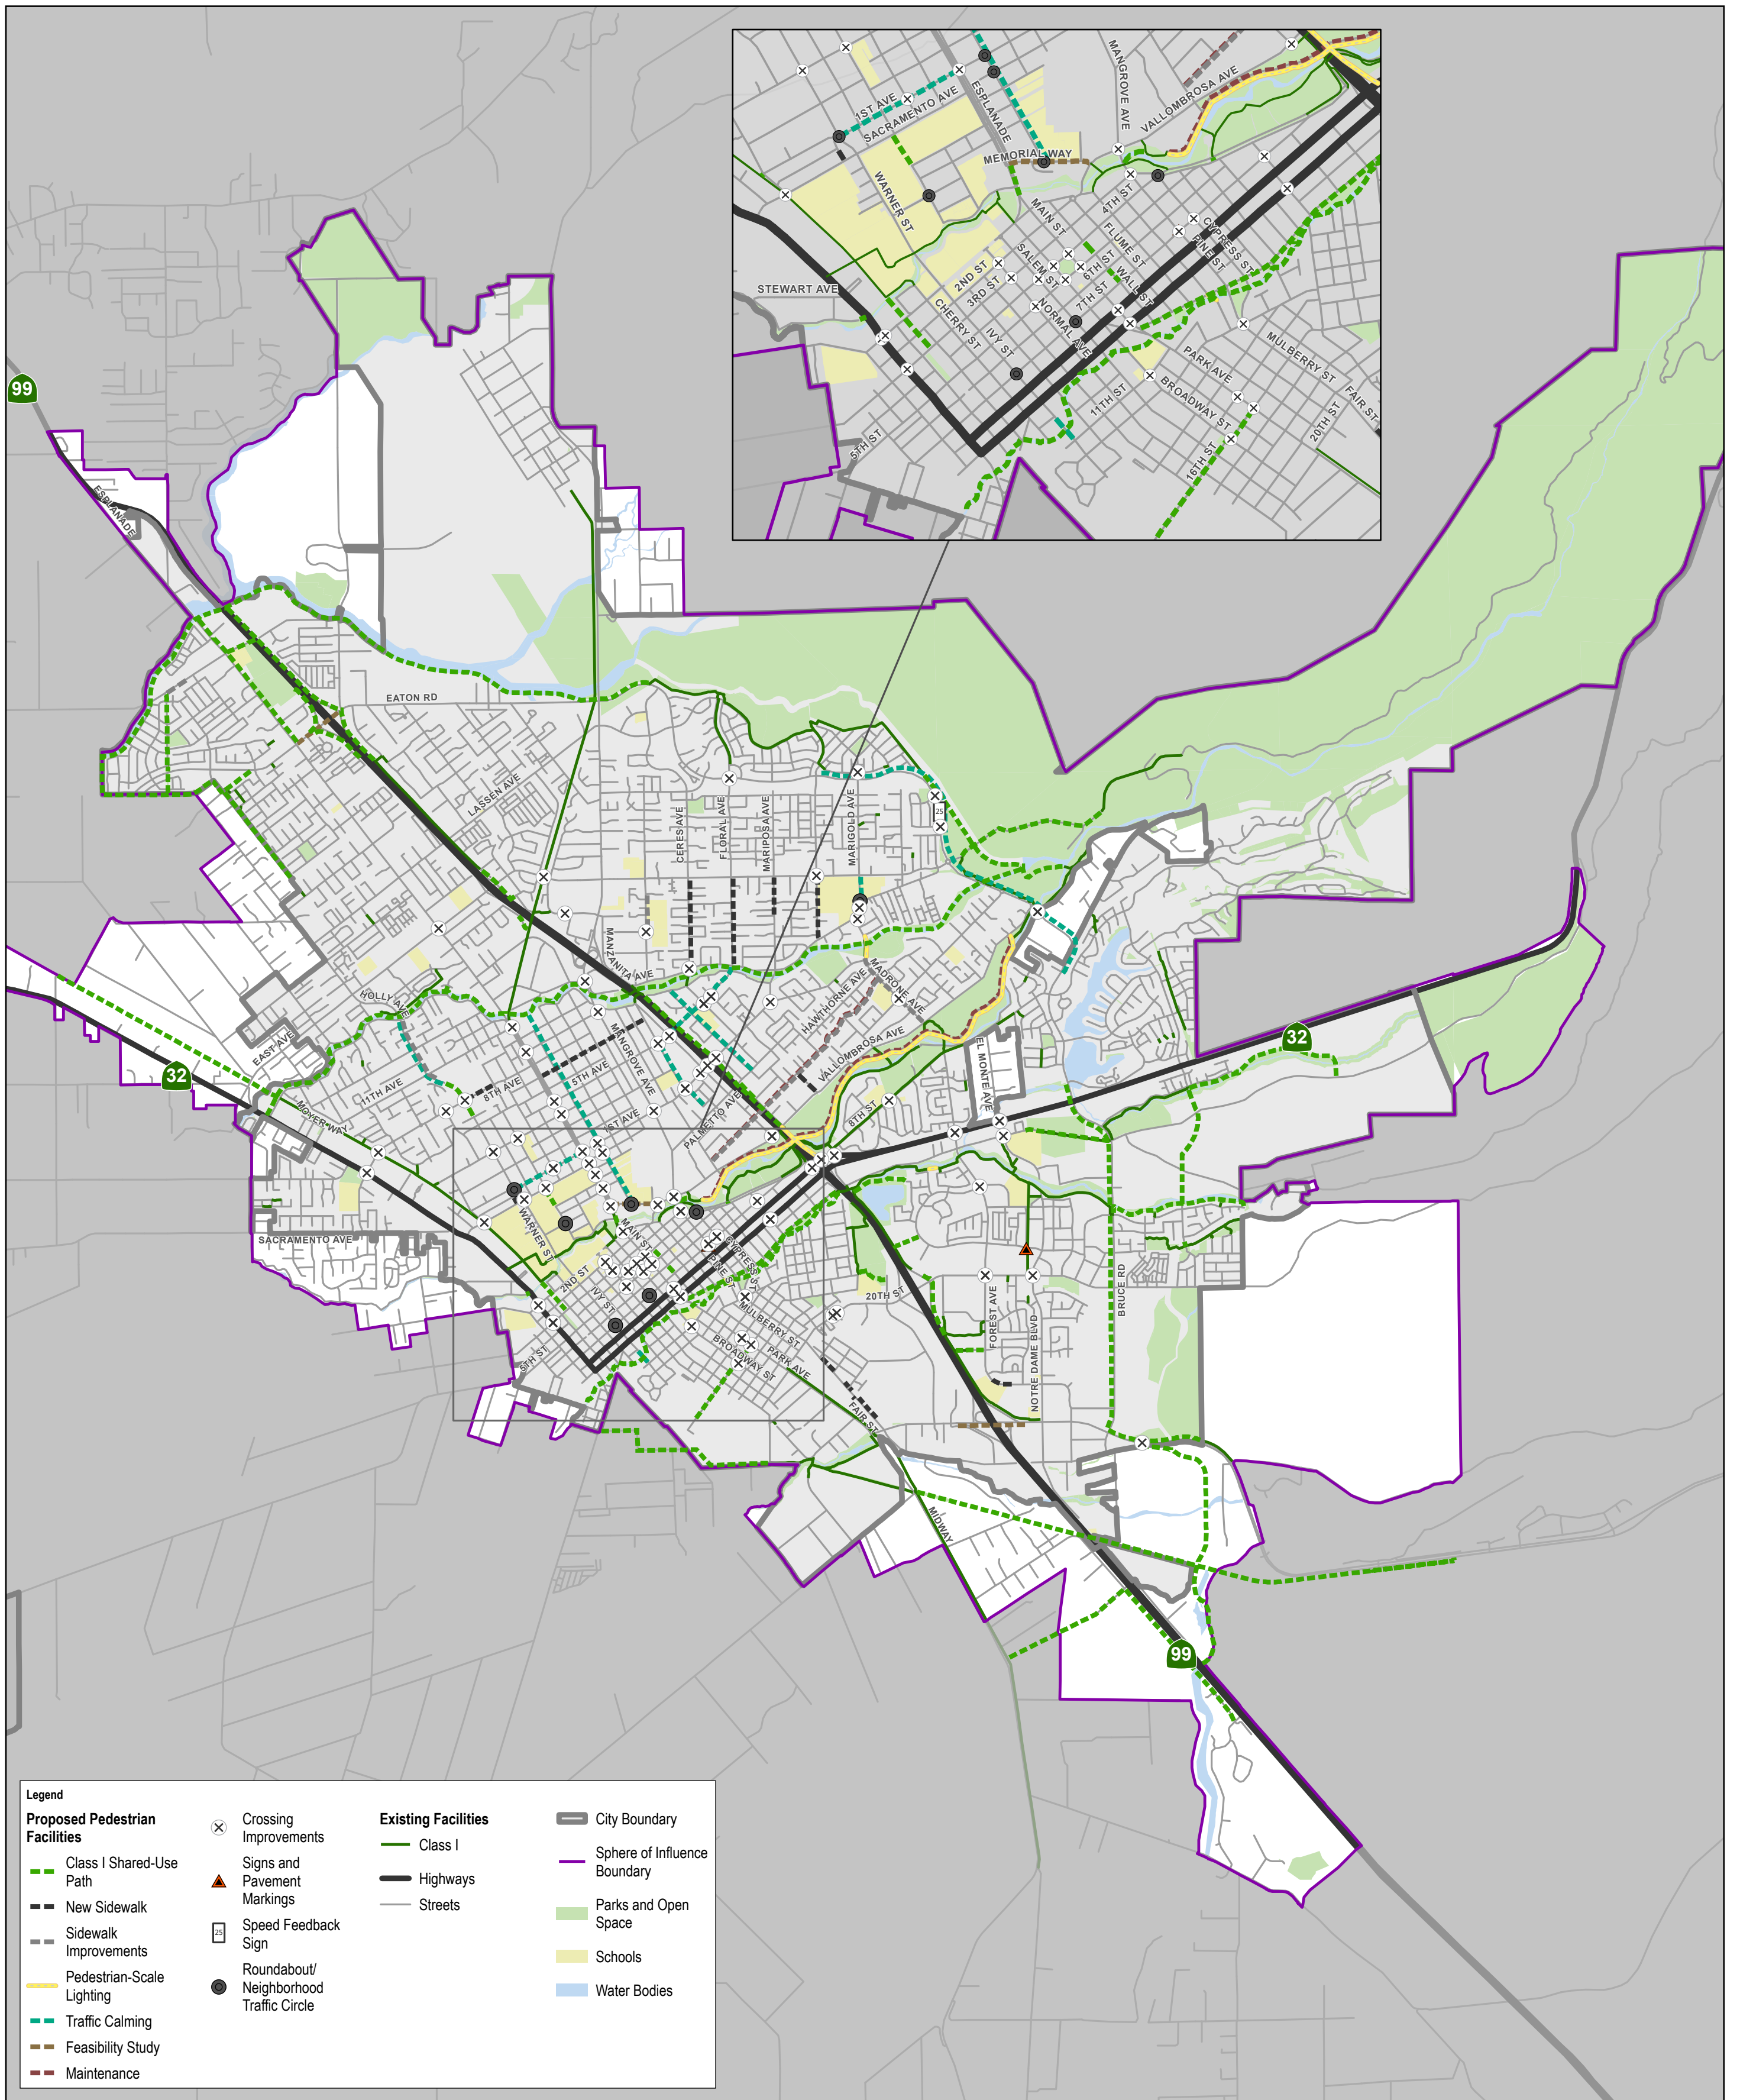 1ST AVE
SACRAMENTO AVE
ESPLANADE
MANGROVE AVE
VALLOMBROSA AVE
MEMORIAL WAY
WARNER ST
MAIN ST
4TH ST
FLUME ST
CYPRESS ST
PINE ST
SALEM ST
6TH ST
WALL ST
2ND ST
3RD ST
7TH ST
STEWART AVE
CHERRY ST
IVY ST
NORMAL AVE
PARK AVE
MULBERRY ST
BROADWAY ST
11TH ST
FAIR ST
20TH ST
5TH ST
16TH ST
99
ESPLANADE
EATON RD
LASSEN AVE
CERES AVE
FLORAL AVE
MARIPOSA AVE
MARIGOLD AVE
25
MANZANITA AVE
HOLLY AVE
HAWTHORNE AVE
MADRONE AVE
EAST AVE
MANGROVE AVE
VALLOMBROSA AVE
EL MONTE AVE
32
32
11TH AVE
8TH AVE
5TH AVE
MOYER WAY
1ST AVE
PALMETTO AVE
8TH ST
WARNER ST
MAIN ST
SACRAMENTO AVE
CYPRESS ST
PINE ST
2ND ST
IVY ST
MULBERRY ST
20TH ST
BRUCE RD
FOREST AVE
NOTRE DAME BLVD
5TH ST
BROADWAY ST
PARK AVE
FAIR ST
MIDWAY
99
Legend
Proposed Pedestrian
Facilities
Class I Shared-Use
Path
New Sidewalk
Sidewalk
Improvements
Pedestrian-Scale
Lighting
Traffic Calming
Feasibility Study
Maintenance
Crossing
Improvements
Signs and
Pavement
Markings
25
Speed Feedback
Sign
Roundabout/
Neighborhood
Traffic Circle
Existing Facilities
Class I
Highways
Streets
City Boundary
Sphere of Influence
Boundary
Parks and Open
Space
Schools
Water Bodies